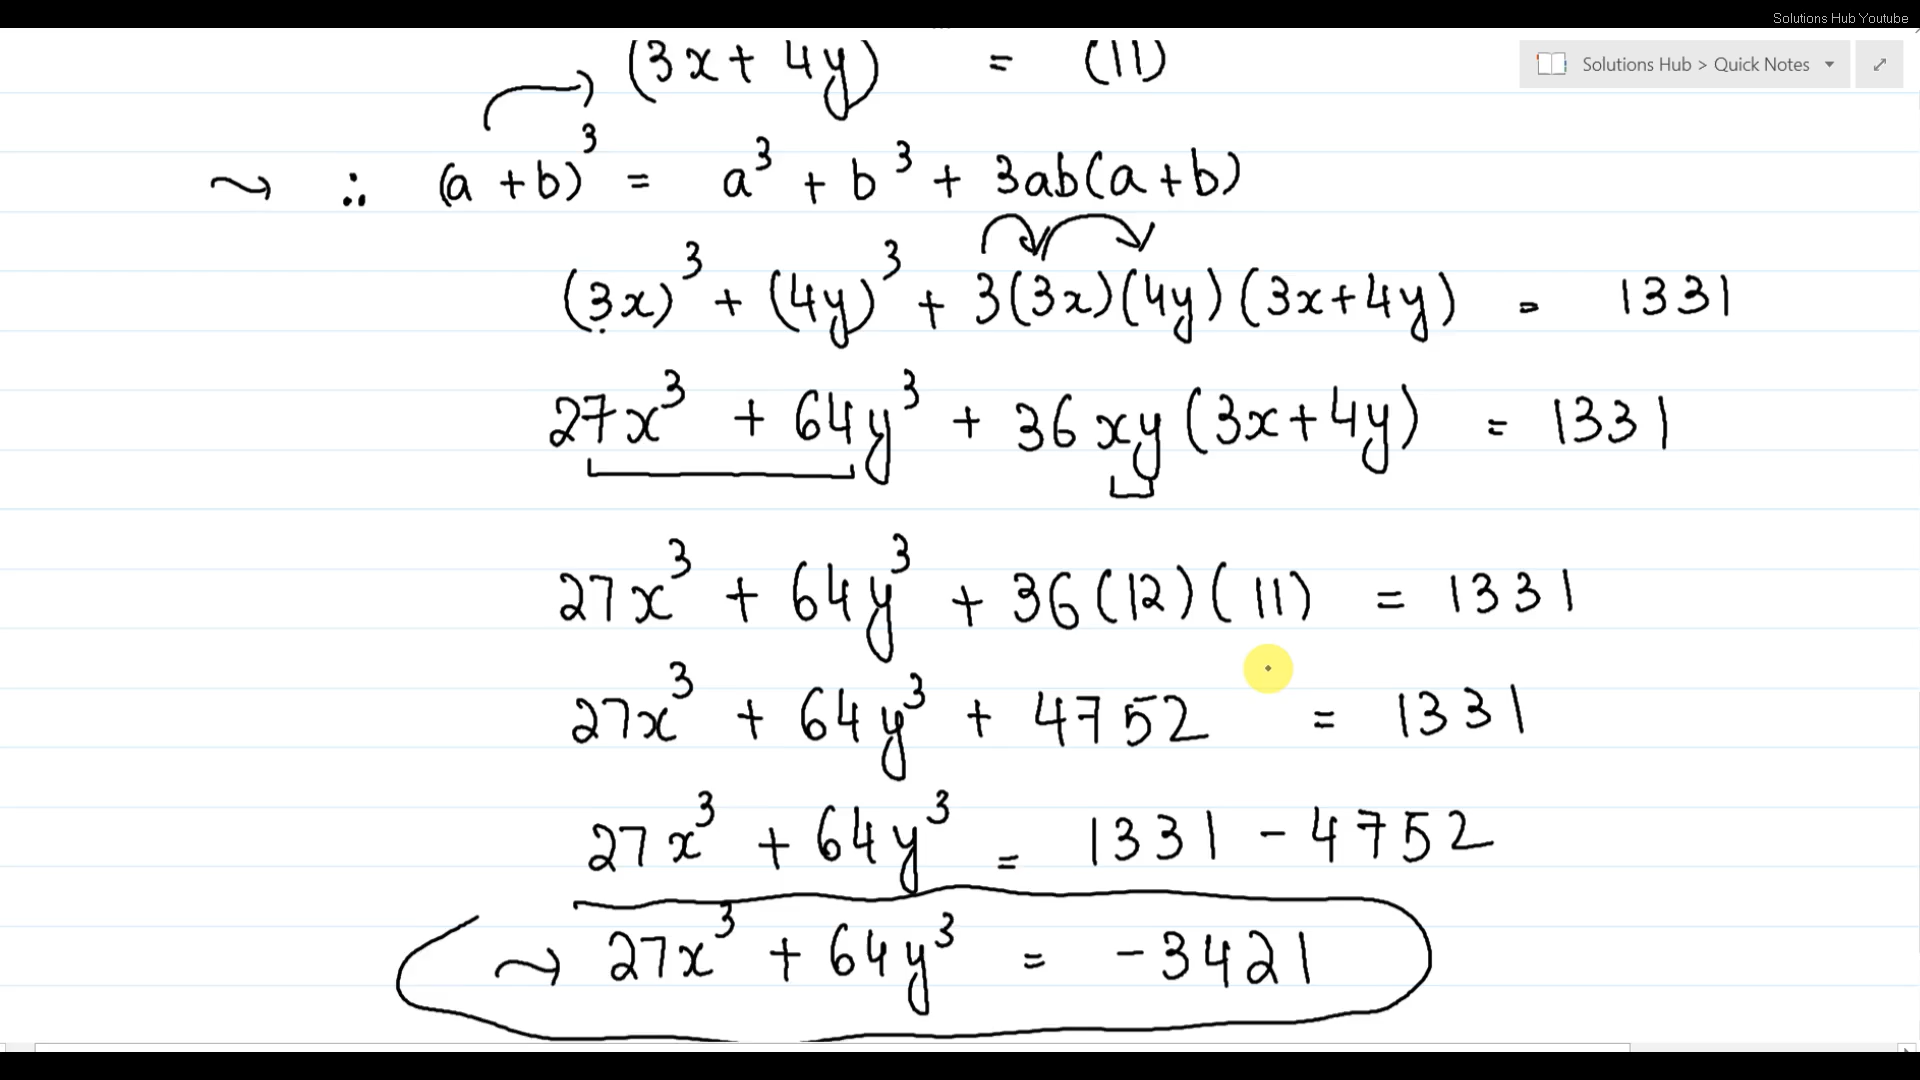 Solutions Hub Youtube
(3x + 4y) = (11)
Solutions Hub > Quick Notes
∴ (a + b)³ = a³ + b³ + 3ab(a + b)
(3x)³ + (4y)³ + 3(3x)(4y)(3x+4y) = 1331
27x³ + 64y³ + 36xy(3x+4y) = 1331
27x³ + 64y³ + 36(12)(11) = 1331
27x³ + 64y³ + 4752 = 1331
27x³ + 64y³ = 1331 - 4752
→ 27x³ + 64y³ = -3421